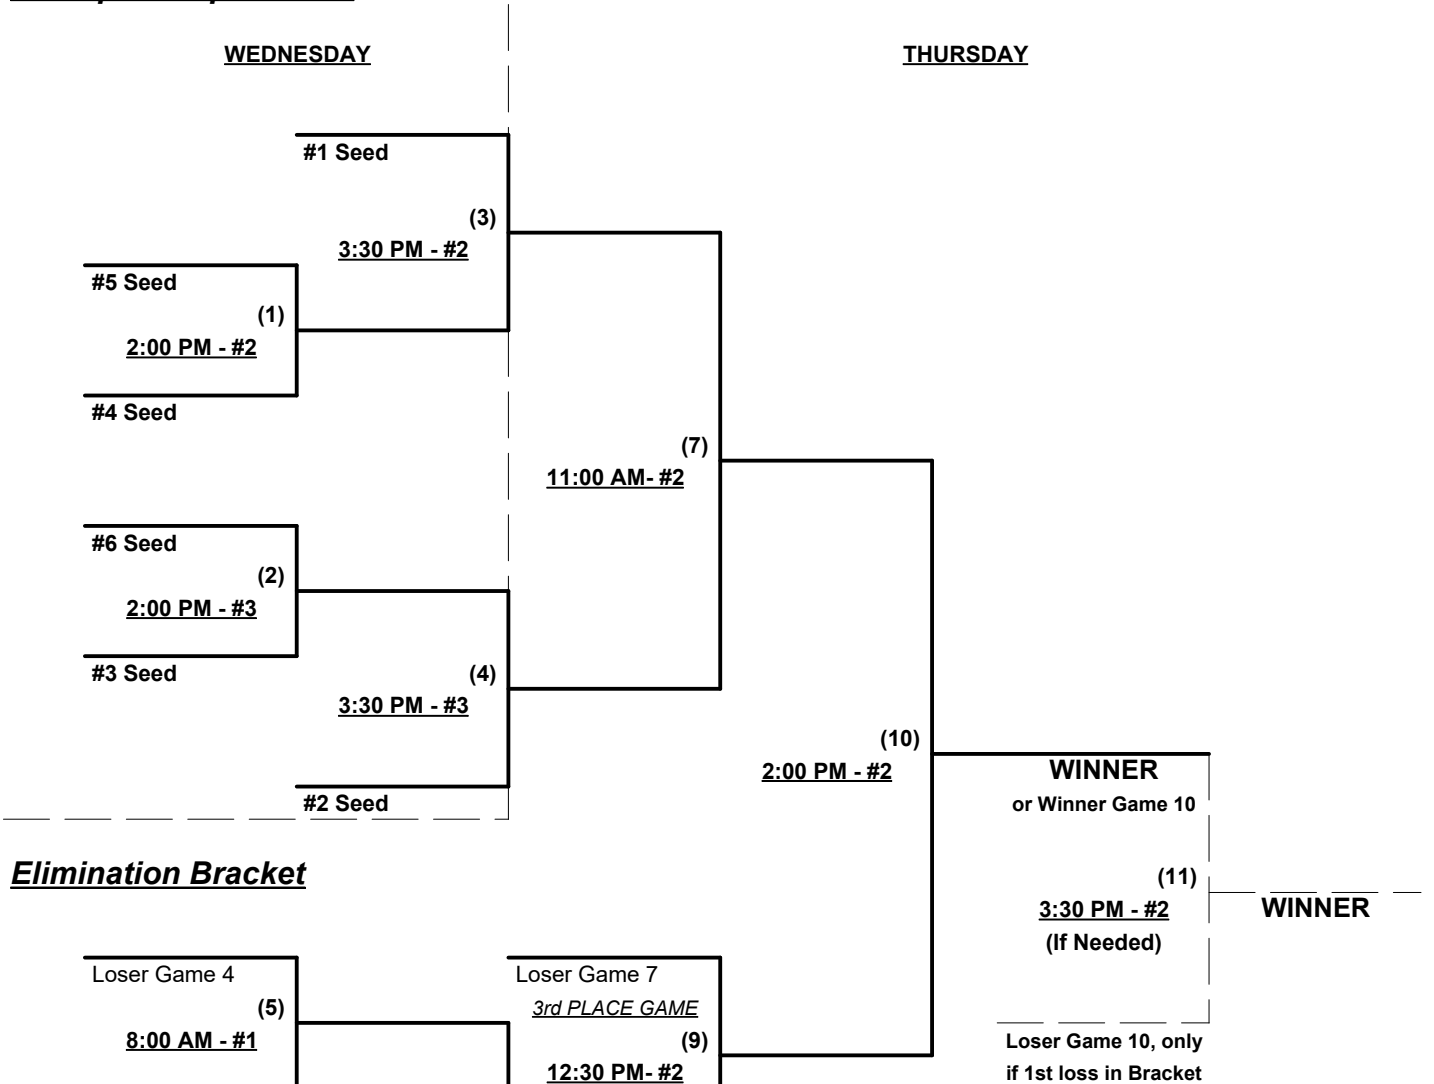 WEDNESDAY
THURSDAY
#1 Seed
(3)
3:30 PM - #2
#5 Seed
(1)
2:00 PM - #2
#4 Seed
(7)
11:00 AM- #2
#6 Seed
(2)
2:00 PM - #3
#3 Seed
(4)
3:30 PM - #3
(10)
2:00 PM - #2
WINNER
#2 Seed
or Winner Game 10
Elimination Bracket
(11)
3:30 PM - #2
WINNER
(If Needed)
Loser Game 4
Loser Game 7
(5)
3rd PLACE GAME
8:00 AM - #1
(9)
Loser Game 10, only
12:30 PM- #2
if 1st loss in Bracket